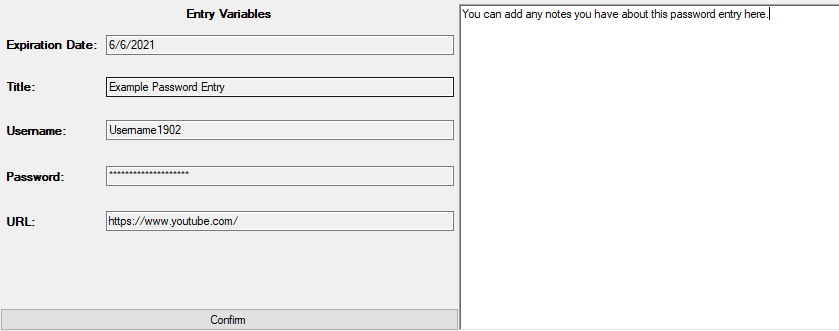 Entry Variables
Expiration Date: 6/6/2021
Title: Example Password Entry
Username: Username1902
Password: ********************
URL: https://www.youtube.com/
Confirm
You can add any notes you have about this password entry here.